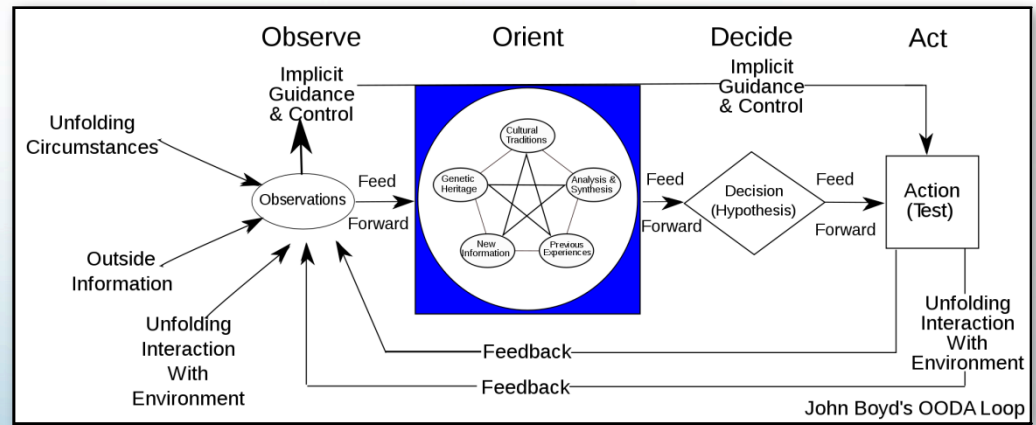 Observe
Orient
Decide
Act
Implicit
Guidance
& Control
Implicit
Guidance
& Control
Unfolding
Circumstances
Observations
Feed
Forward
Cultural
Traditions
Genetic
Heritage
Analysis &
Synthesis
New
Information
Previous
Experiences
Feed
Forward
Decision
(Hypothesis)
Feed
Forward
Action
(Test)
Outside
Information
Unfolding
Interaction
With
Environment
Feedback
Feedback
Unfolding
Interaction
With
Environment
John Boyd's OODA Loop